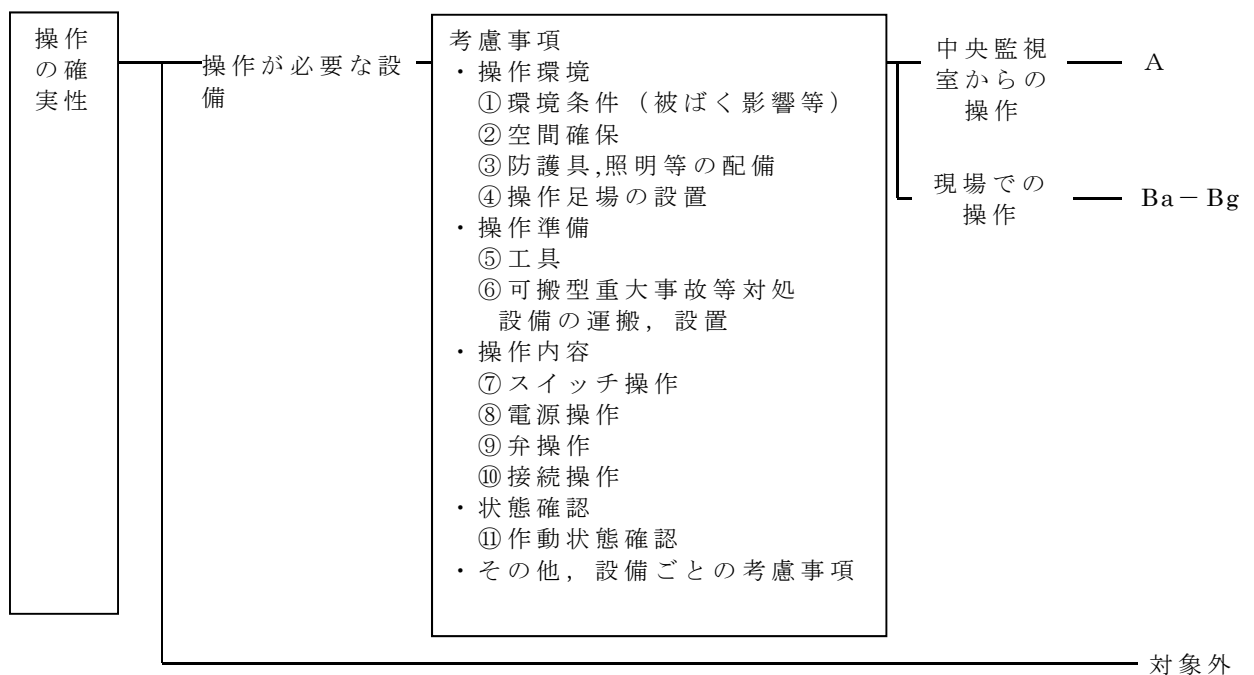 操作
の確
実性
操作が必要な設
備
考慮事項
・操作環境
①環境条件（被ばく影響等）
②空間確保
③防護具,照明等の配備
④操作足場の設置
・操作準備
⑤工具
⑥可搬型重大事故等対処
設備の運搬，設置
・操作内容
⑦スイッチ操作
⑧電源操作
⑨弁操作
⑩接続操作
・状態確認
⑪作動状態確認
・その他，設備ごとの考慮事項
中央監視
室からの
操作
A
現場での
操作
Ba－Bg
対象外